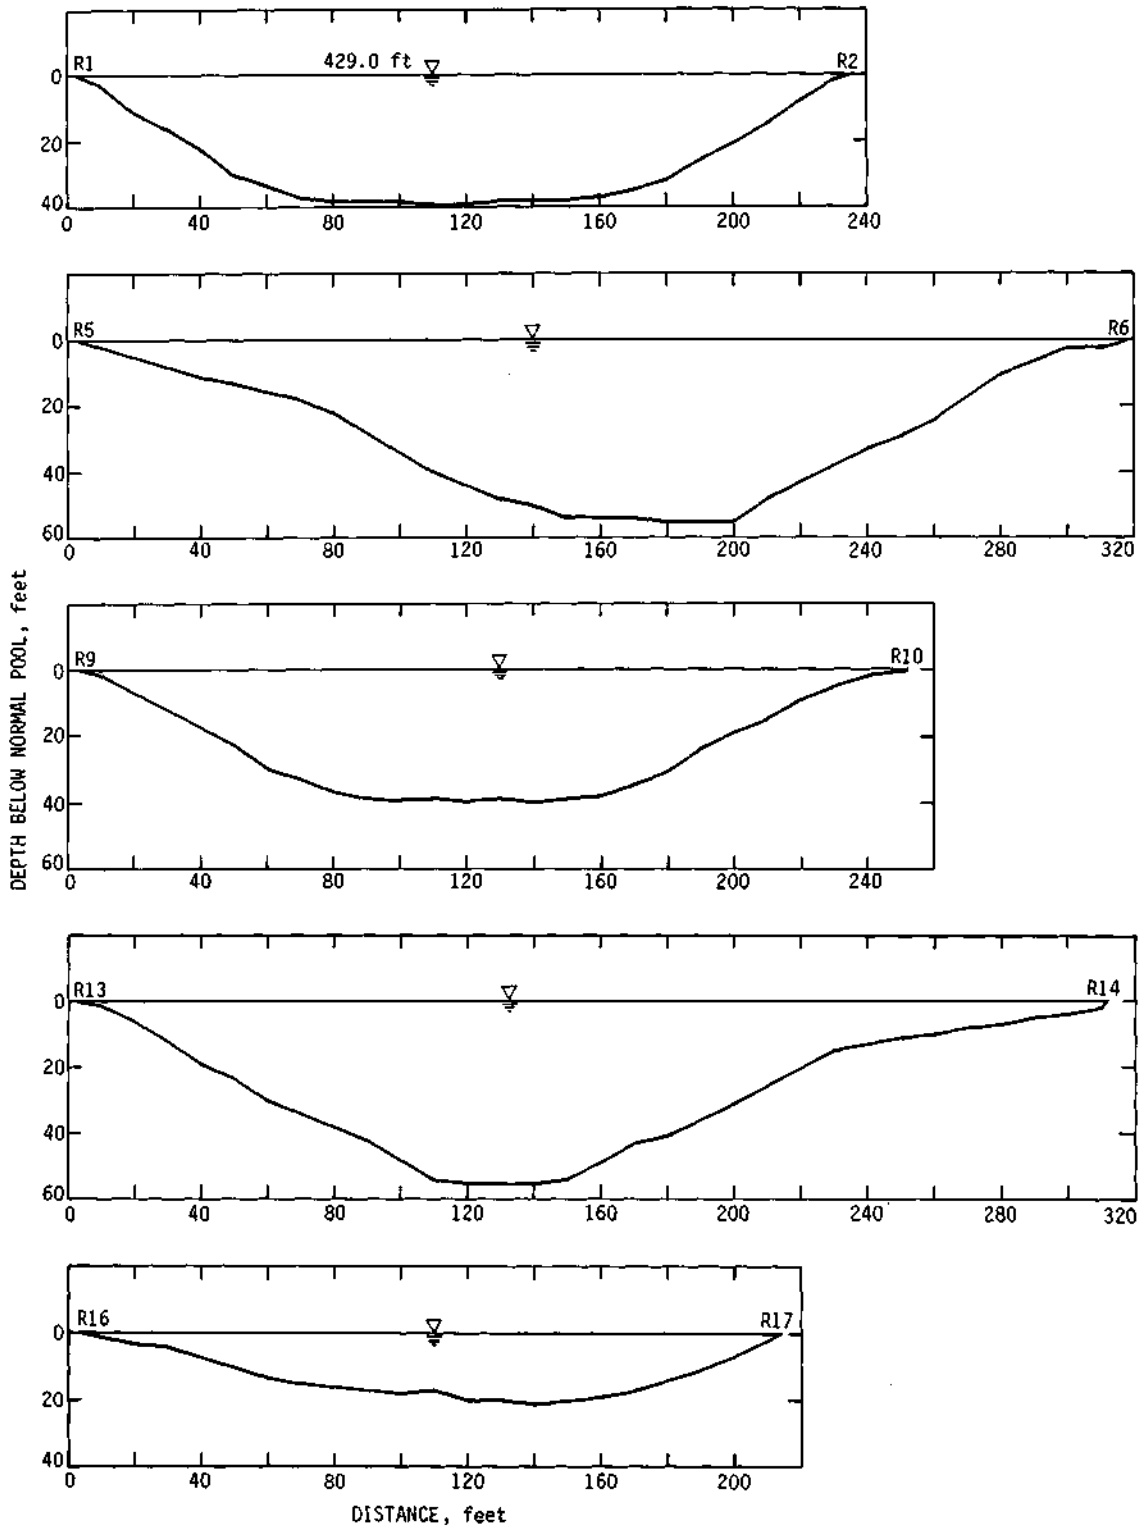 R1 429.0 ft R2
0
20
40
0 40 80 120 160 200 240
R5 R6
0
20
40
60
0 40 80 120 160 200 280 320
R9 R10
0
20
40
60
0 40 80 120 160 200 240
R13 R14
0
20
40
60
0 40 80 120 160 200 240 280 320
R16 R17
0
20
40
0 40 80 120 160 200
DEPTH BELOW NORMAL POOL, feet
DISTANCE, feet